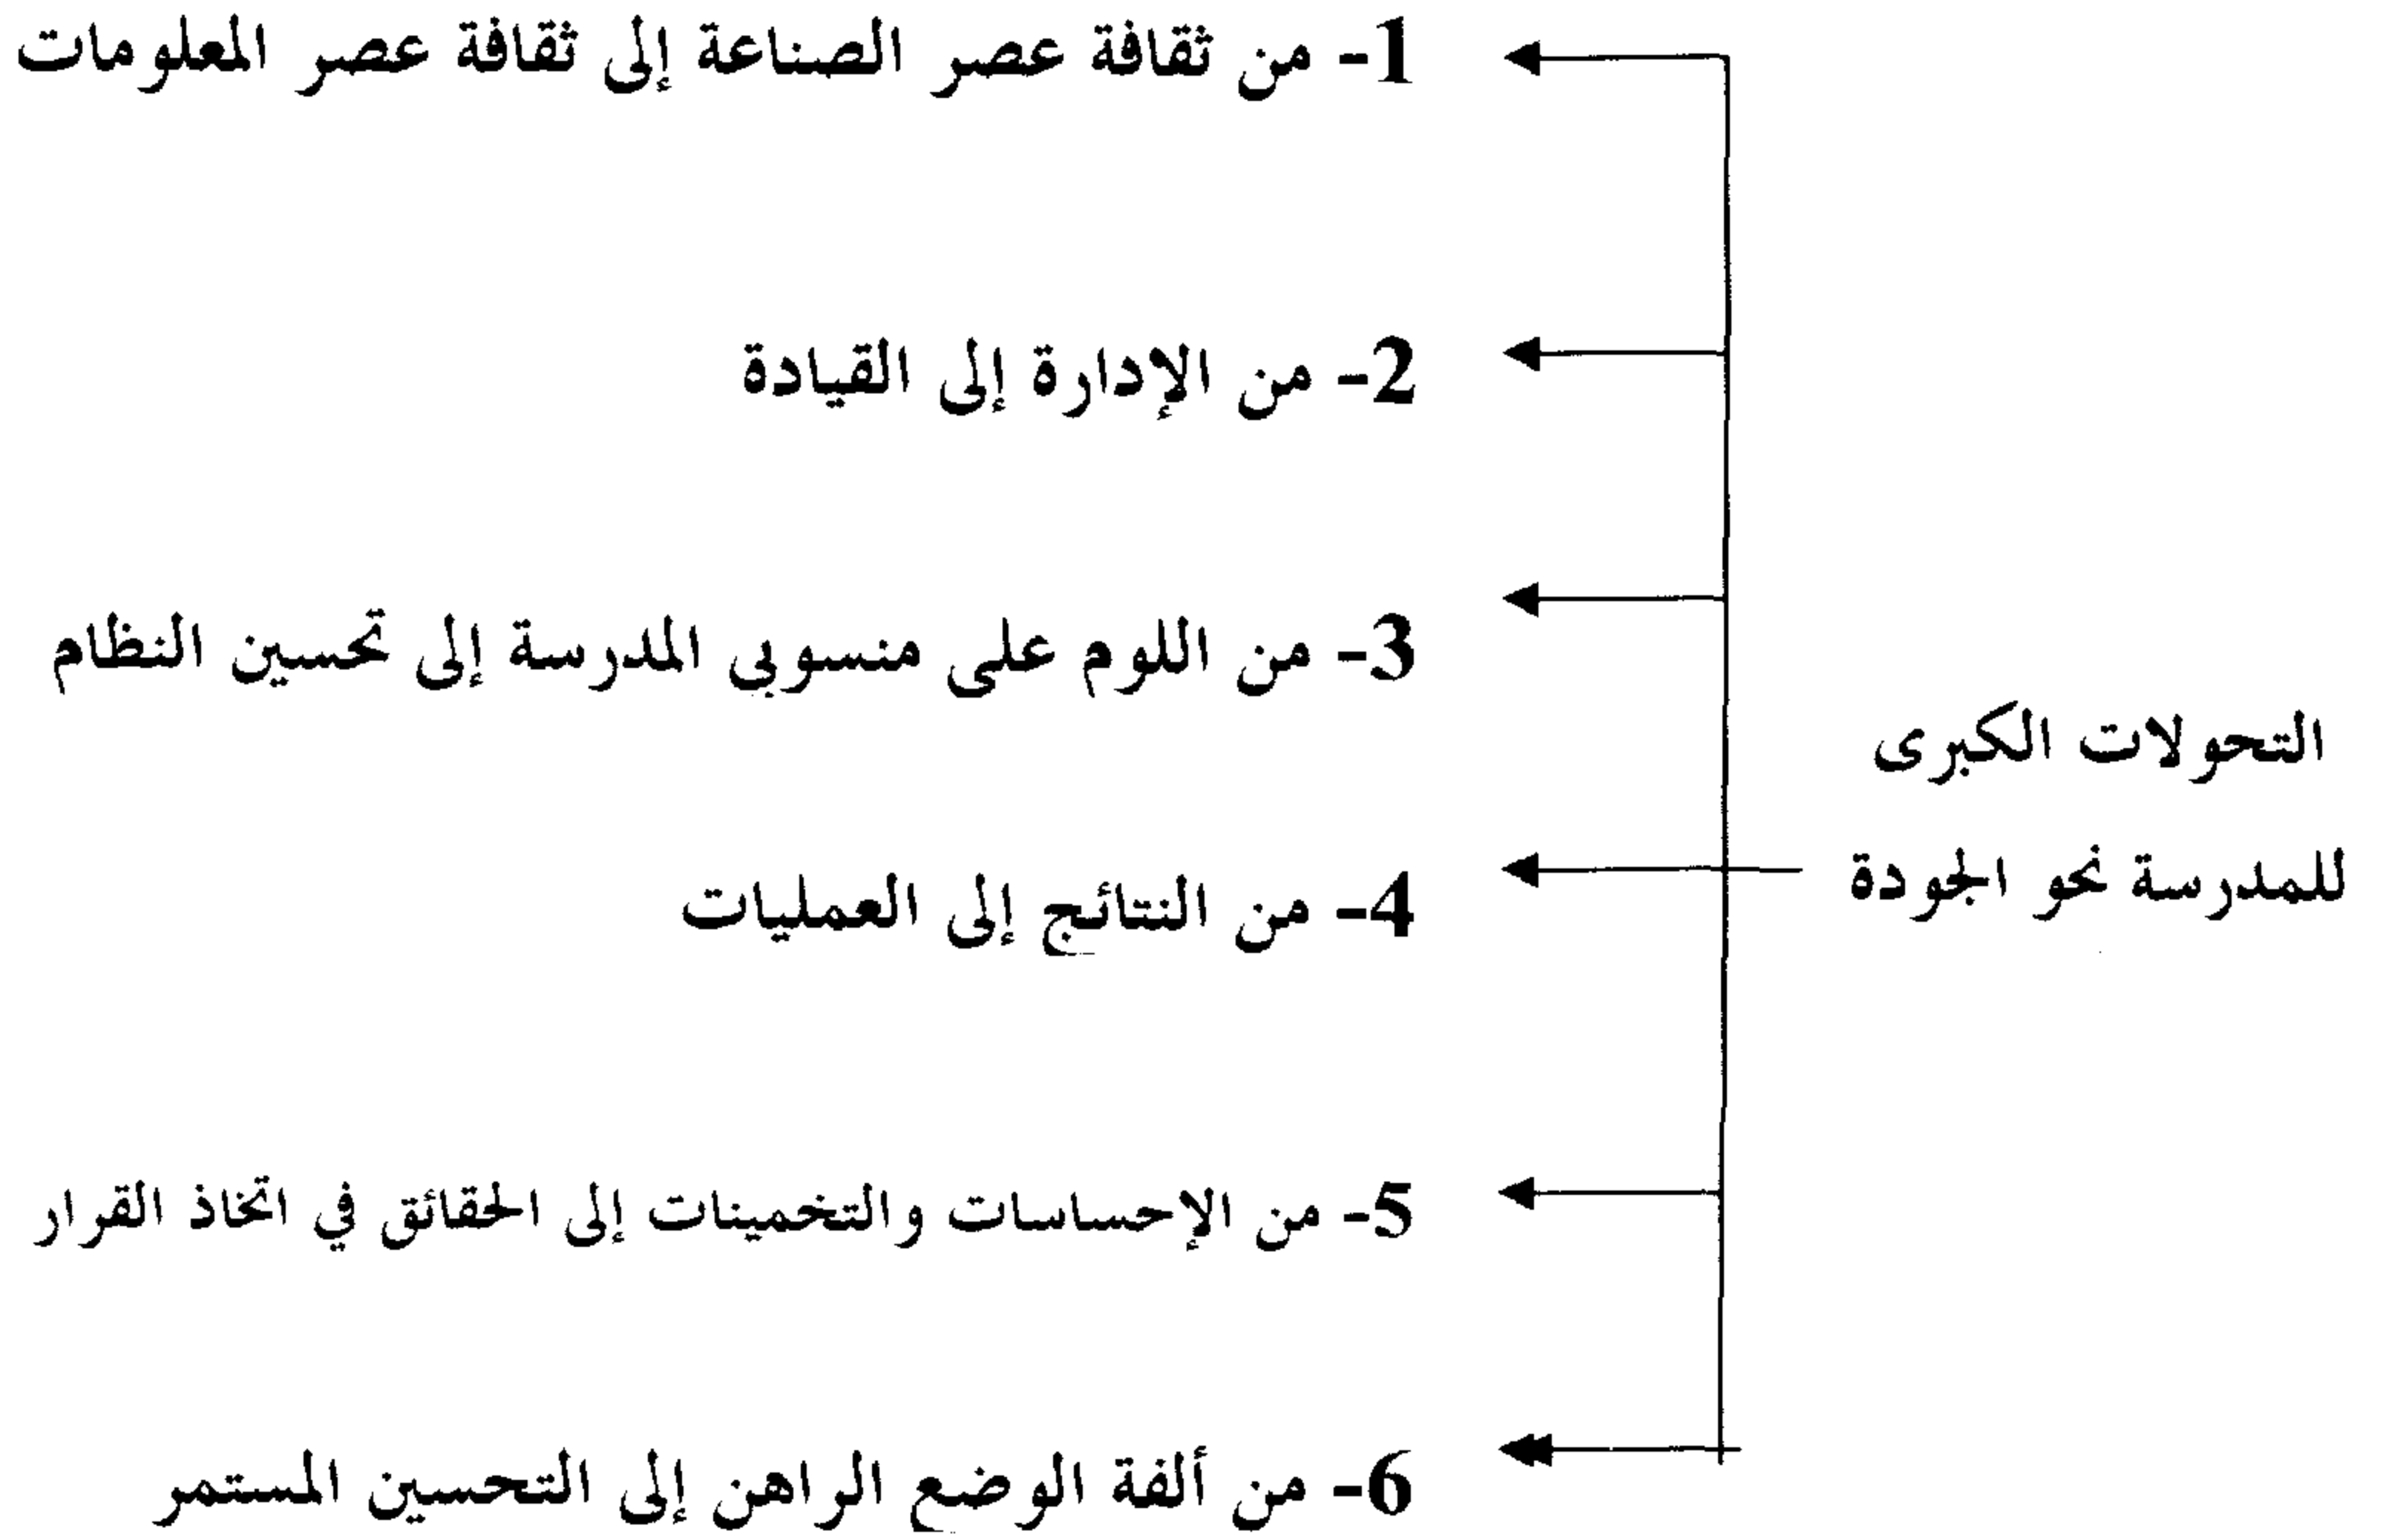 التحولات الكبرى
للمدرسة نحو الجودة
1- من ثقافة عصر الصناعة إلى ثقافة عصر المعلومات
2- من الإدارة إلى القيادة
3- من اللوم على منسوبي المدرسة إلى تحسين النظام
4- من النتائج إلى العمليات
5- من الإحساسات والتخمينات إلى الحقائق في اتخاذ القرار
6- من ألفة الوضع الراهن إلى التحسين المستمر